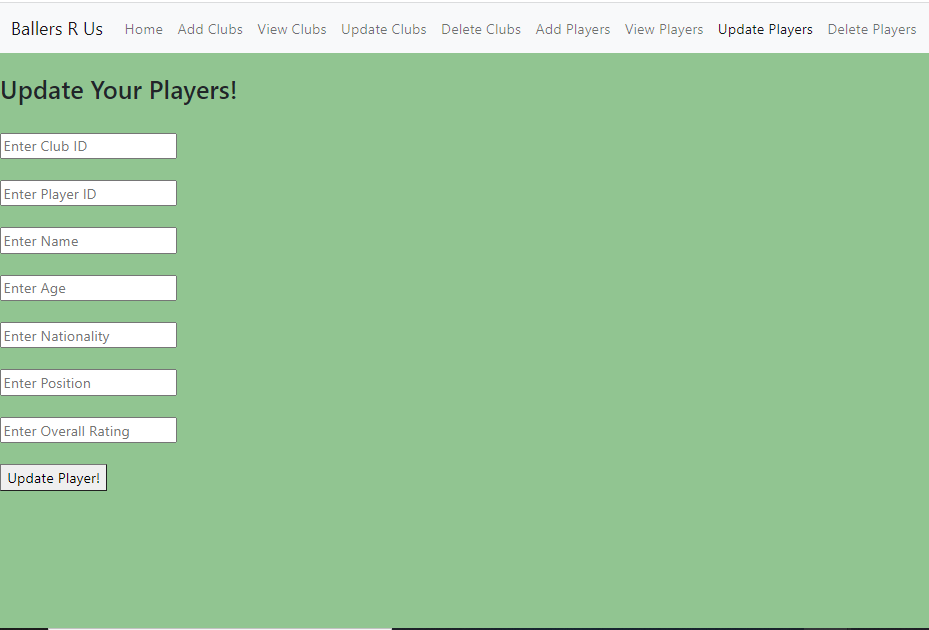 Ballers R Us Home Add Clubs View Clubs Update Clubs Delete Clubs Add Players View Players Update Players Delete Players
Update Your Players!
Enter Club ID
Enter Player ID
Enter Name
Enter Age
Enter Nationality
Enter Position
Enter Overall Rating
Update Player!